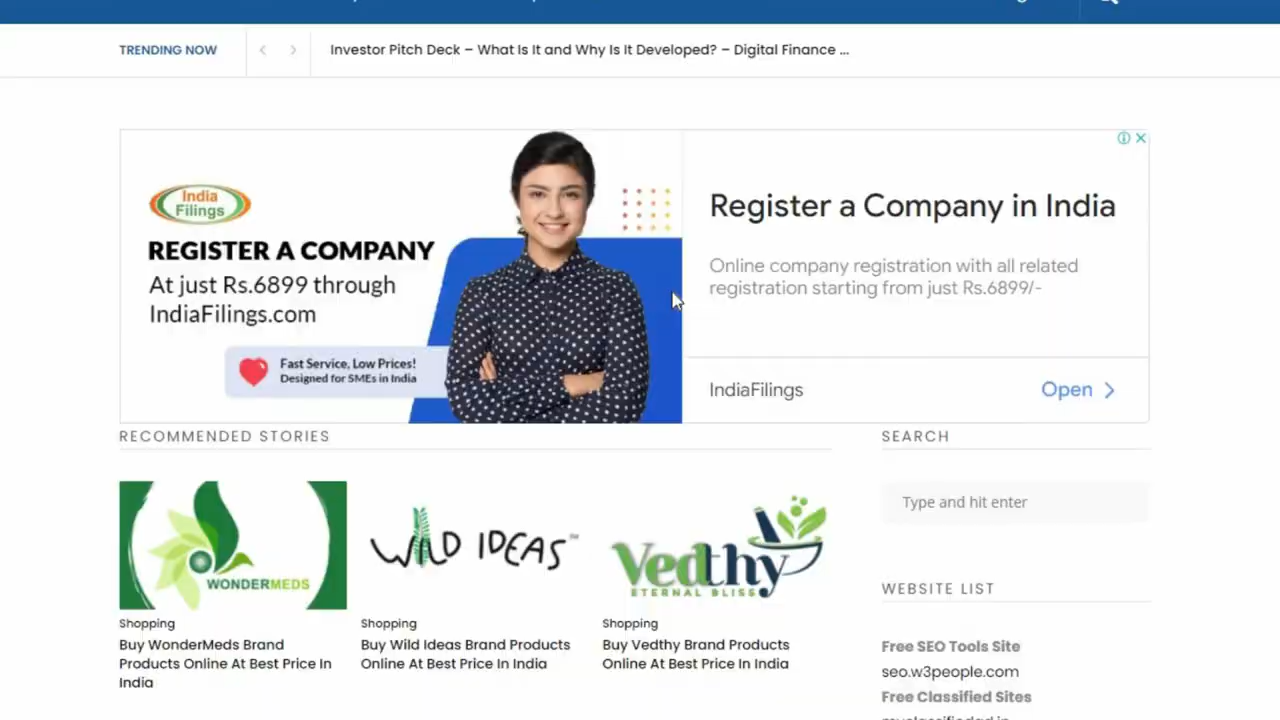 TRENDING NOW
Investor Pitch Deck – What Is It and Why Is It Developed? – Digital Finance ...
India
Filings
REGISTER A COMPANY
At just Rs.6899 through
IndiaFilings.com
Fast Service, Low Prices!
Designed for SMEs in India
Register a Company in India
Online company registration with all related
registration starting from just Rs.6899/-
IndiaFilings
Open
RECOMMENDED STORIES
WONDERMEDS
Shopping
Buy WonderMeds Brand
Products Online At Best Price In
India
WILD IDEAS™
Shopping
Buy Wild Ideas Brand Products
Online At Best Price In India
Vedthy
ETERNAL BLISS
Shopping
Buy Vedthy Brand Products
Online At Best Price In India
SEARCH
Type and hit enter
WEBSITE LIST
Free SEO Tools Site
seo.w3people.com
Free Classified Sites